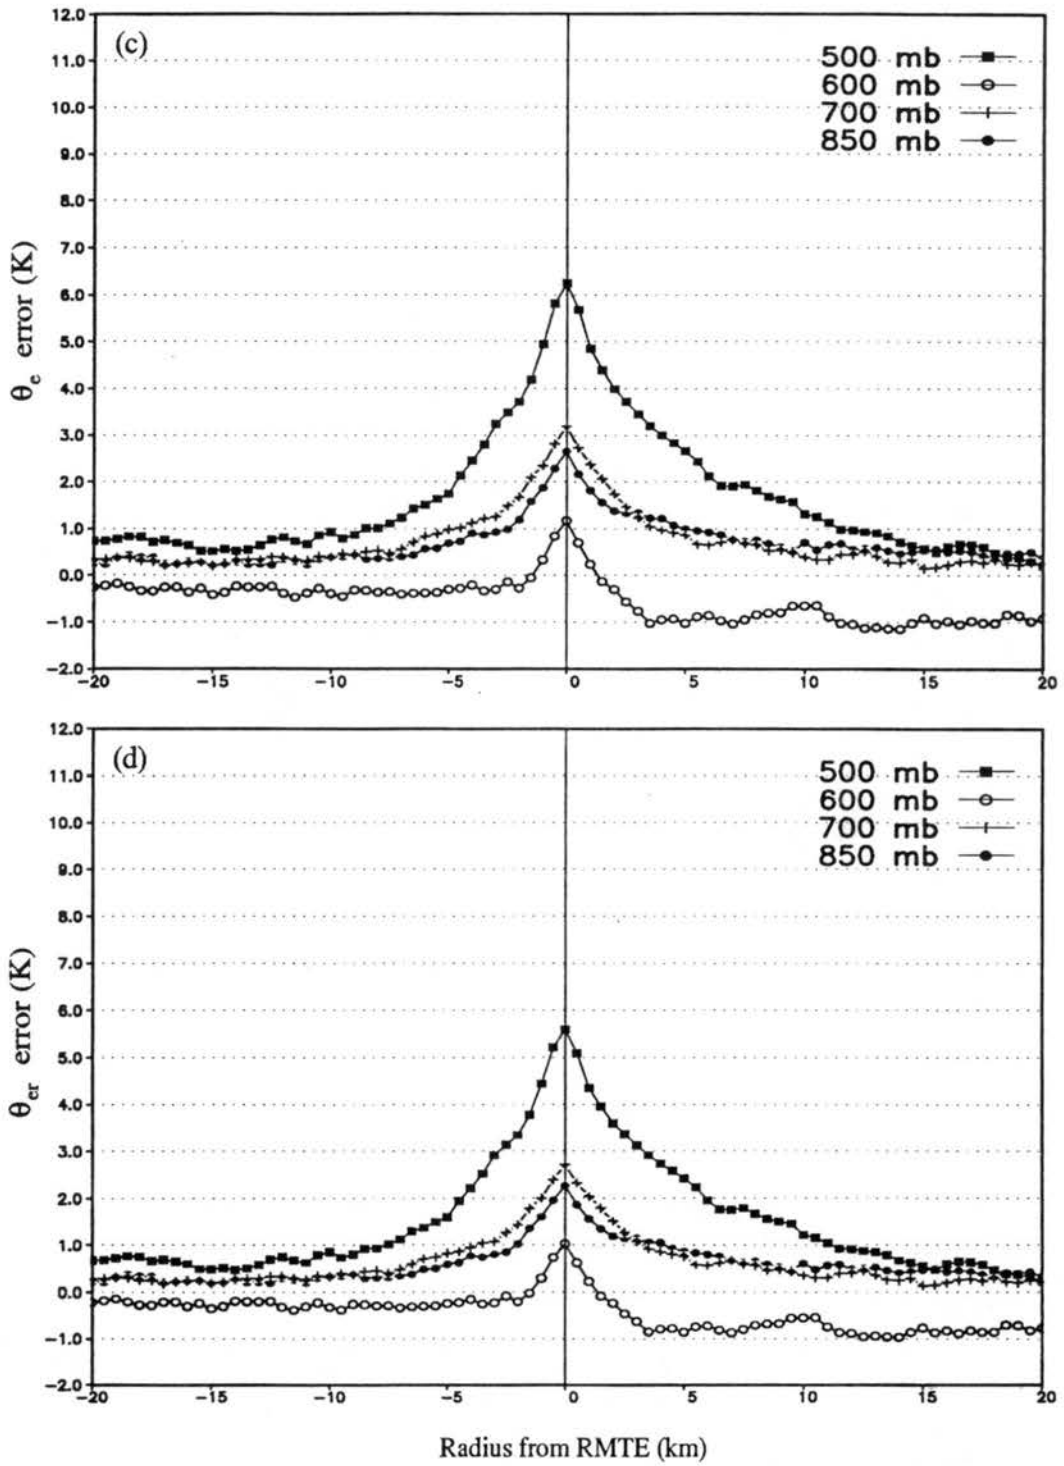 (c)
500 mb
600 mb
700 mb
850 mb
12.0
11.0
10.0
9.0
8.0
7.0
6.0
5.0
4.0
3.0
2.0
1.0
0.0
-1.0
-2.0
θe error (K)
-20 -15 -10 -5 0 5 10 15 20
(d)
500 mb
600 mb
700 mb
850 mb
12.0
11.0
10.0
9.0
8.0
7.0
6.0
5.0
4.0
3.0
2.0
1.0
0.0
-1.0
-2.0
θer error (K)
-20 -15 -10 -5 0 5 10 15 20
Radius from RMTE (km)